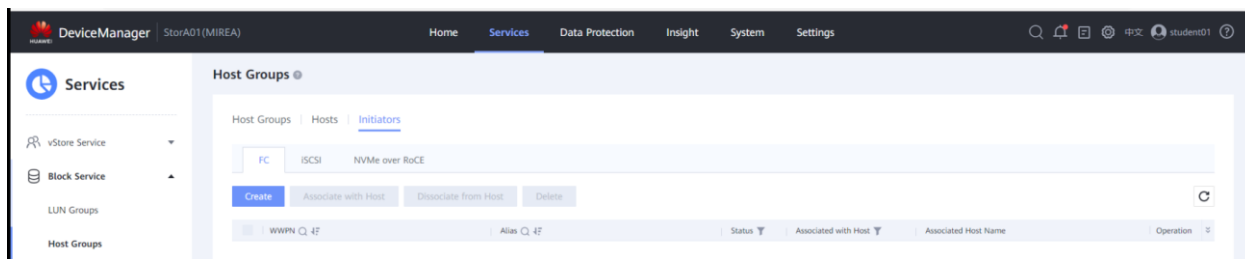 HUAWEI DeviceManager StorA01(MIREA) Home Services Data Protection Insight System Settings 中文 student01
Services
vStore Service
Block Service
LUN Groups
Host Groups
Host Groups
Host Groups Hosts Initiators
FC iSCSI NVMe over RoCE
Create Associate with Host Dissociate from Host Delete
WWPN Alias Status Associated with Host Associated Host Name Operation